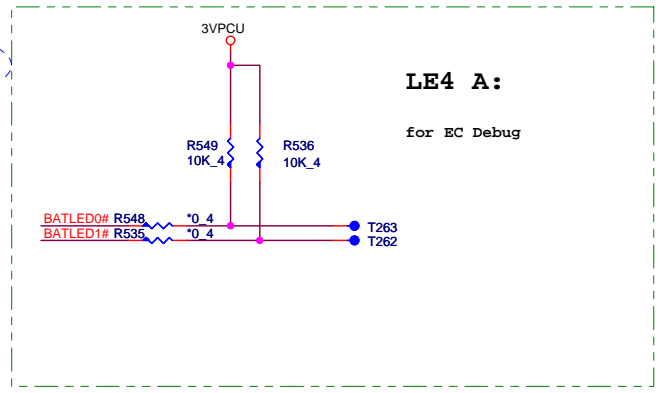 3VPCU
LE4 A:
for EC Debug
R549
10K_4
R536
10K_4
BATLED0# R548 *0_4 T263
BATLED1# R535 *0_4 T262